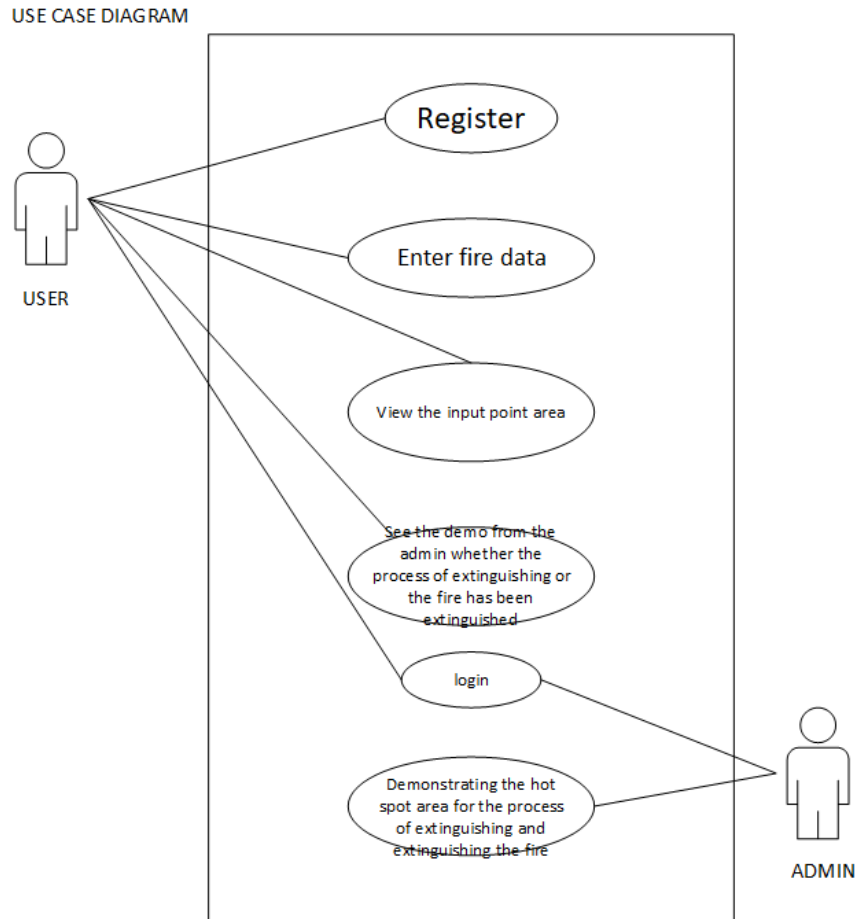 USE CASE DIAGRAM
Register
Enter fire data
USER
View the input point area
See the demo from the
admin whether the
process of extinguishing or
the fire has been
extinguished
login
Demonstrating the hot
spot area for the process
of extinguishing and
extinguishing the fire
ADMIN